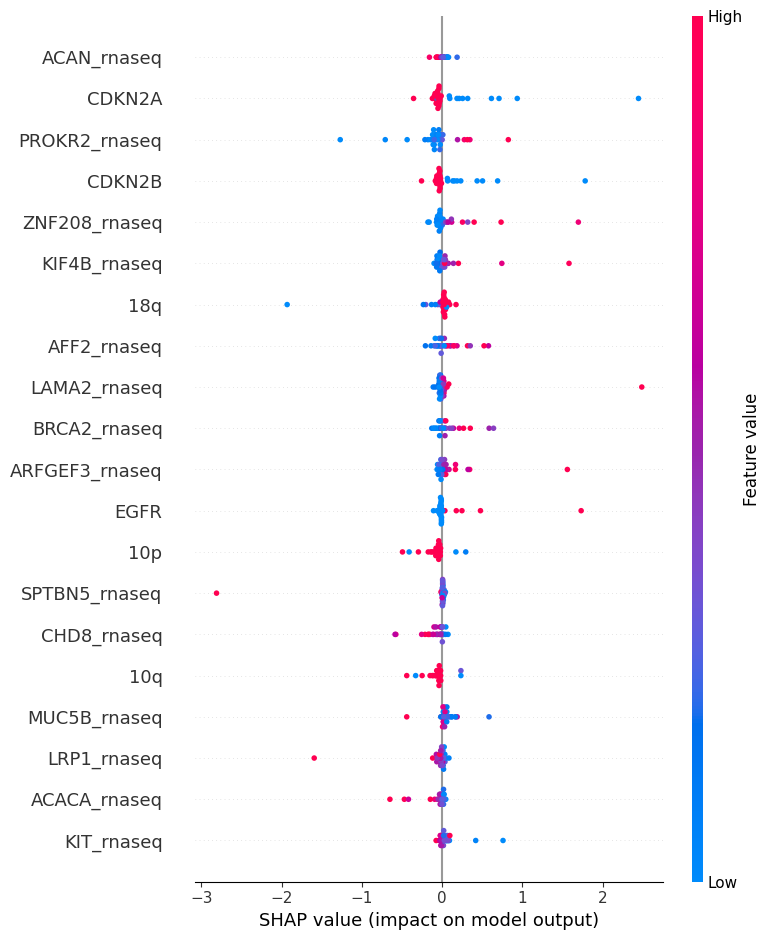 High
ACAN_rnaseq
CDKN2A
PROKR2_rnaseq
CDKN2B
ZNF208_rnaseq
KIF4B_rnaseq
18q
AFF2_rnaseq
LAMA2_rnaseq
BRCA2_rnaseq
ARFGEF3_rnaseq
EGFR
10p
SPTBN5_rnaseq
CHD8_rnaseq
10q
MUC5B_rnaseq
LRP1_rnaseq
ACACA_rnaseq
KIT_rnaseq
Feature value
Low
−3 −2 −1 0 1 2
SHAP value (impact on model output)